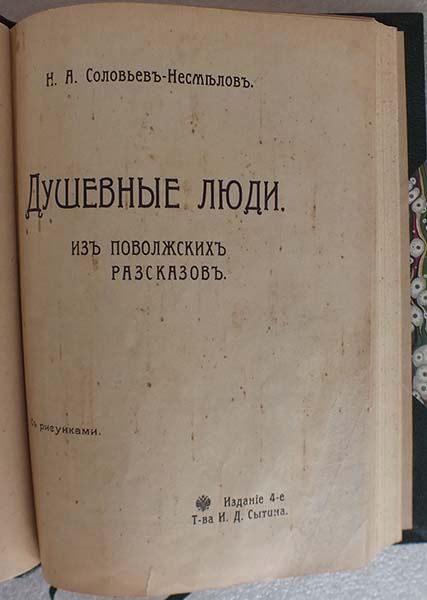 Н. А. Соловьевъ-Несмѣловъ.
Душевные люди.
изъ поволжскихъ
разсказовъ.
Съ рисунками.
Изданіе 4-е
Т-ва И. Д. Сытина.